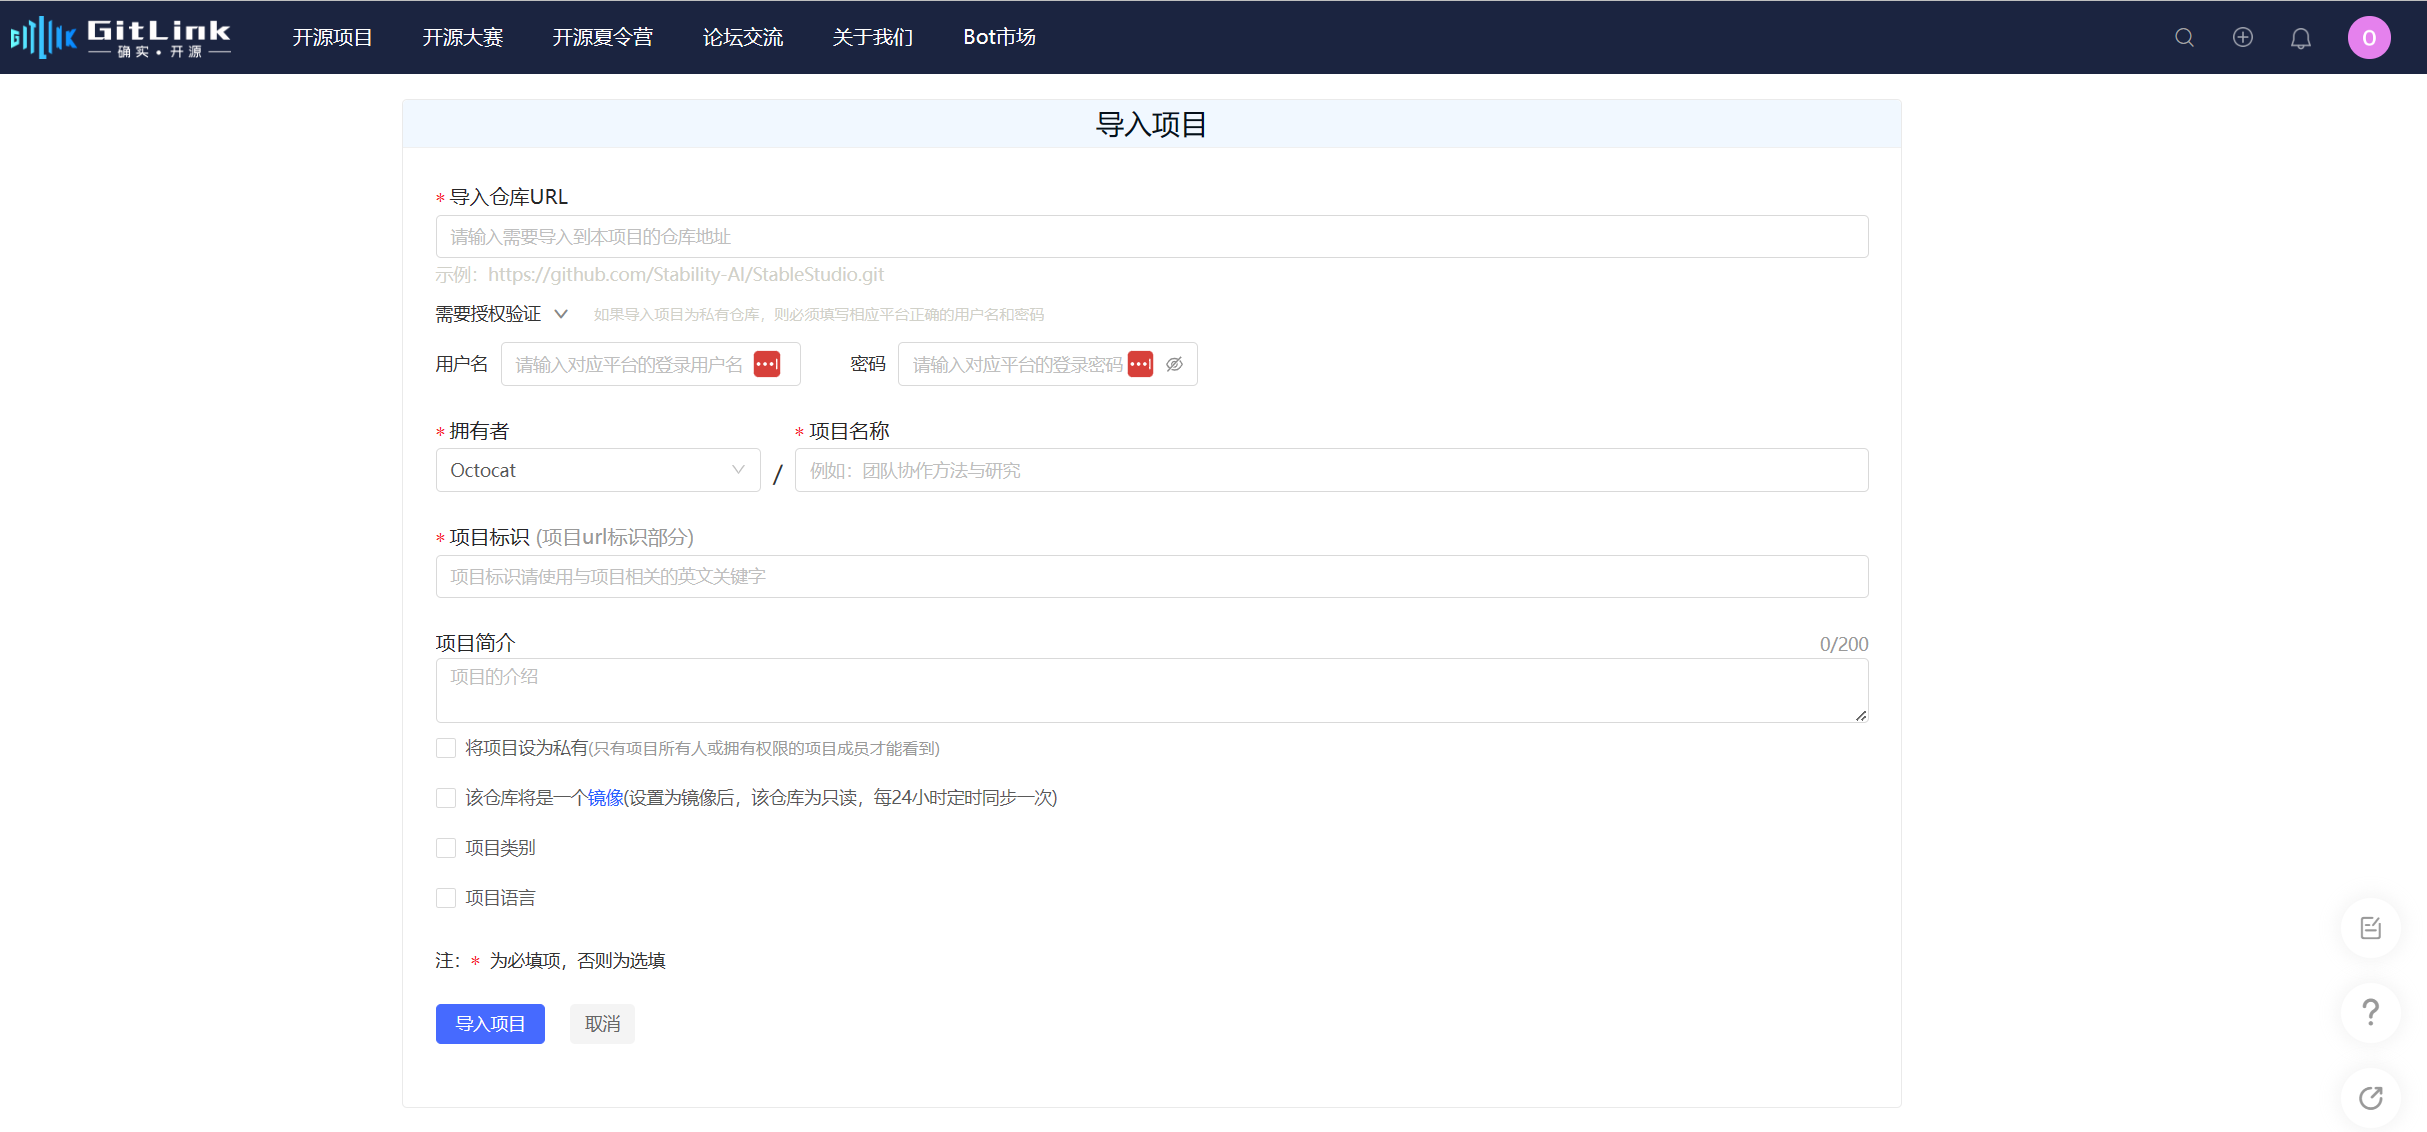 GitLink
确实·开源
开源项目 开源大赛 开源夏令营 论坛交流 关于我们 Bot市场
O
导入项目
* 导入仓库URL
请输入需要导入到本项目的仓库地址
示例：https://github.com/Stability-AI/StableStudio.git
需要授权验证 如果导入项目为私有仓库，则必须填写相应平台正确的用户名和密码
用户名 请输入对应平台的登录用户名 密码 请输入对应平台的登录密码
* 拥有者 * 项目名称
Octocat / 例如：团队协作方法与研究
* 项目标识 (项目url标识部分)
项目标识请使用与项目相关的英文关键字
项目简介 0/200
项目的介绍
将项目设为私有(只有项目所有人或拥有权限的项目成员才能看到)
该仓库将是一个镜像(设置为镜像后，该仓库为只读，每24小时定时同步一次)
项目类别
项目语言
注：* 为必填项，否则为选填
导入项目 取消